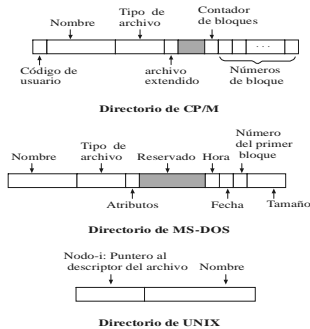 Nombre
Tipo de
archivo
Contador
de bloques
Código de
usuario
archivo
extendido
...
Números
de bloque
Directorio de CP/M
Nombre
Tipo de
archivo
Reservado
Hora
Número
del primer
bloque
Atributos
Fecha
Tamaño
Directorio de MS-DOS
Nodo-i: Puntero al
descriptor del archivo
Nombre
Directorio de UNIX